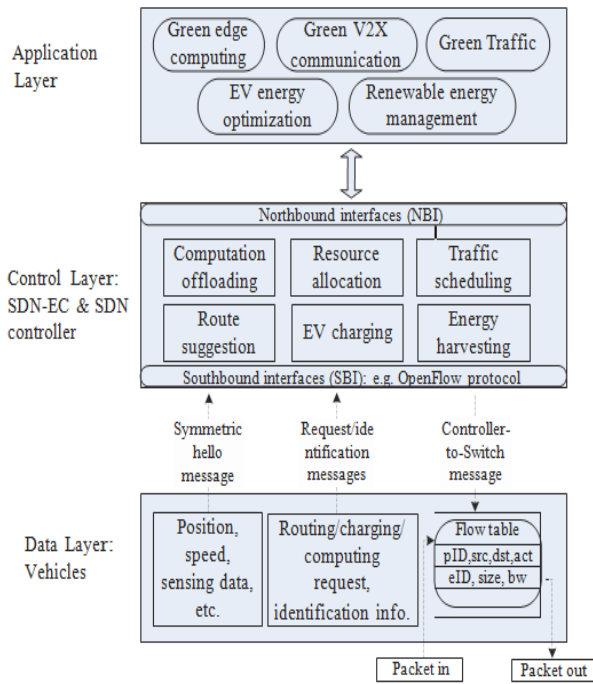 Application
Layer
Green edge
computing
Green V2X
communication
Green Traffic
EV energy
optimization
Renewable energy
management
Control Layer:
SDN-EC & SDN
controller
Northbound interfaces (NBI)
Computation
offloading
Resource
allocation
Traffic
scheduling
Route
suggestion
EV charging
Energy
harvesting
Southbound interfaces (SBI): e.g. OpenFlow protocol
Symmetric
hello
message
Request/ide
ntification
messages
Controller-
to-Switch
message
Data Layer:
Vehicles
Position,
speed,
sensing data,
etc.
Routing/charging/
computing
request,
identification info.
Flow table
pID,src,dst,act
eID, size, bw
Packet in
Packet out